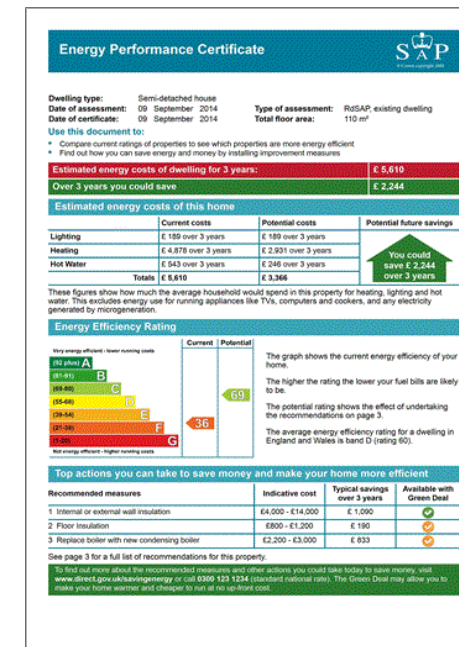 Energy Performance Certificate
SAP
Dwelling type: Semi-detached house
Date of assessment: 09 September 2014 Type of assessment: RdSAP, existing dwelling
Date of certificate: 09 September 2014 Total floor area: 110 m²
Use this document to:
• Compare current ratings of properties to see which properties are more energy efficient
• Find out how you can save energy and money by installing improvement measures
Estimated energy costs of dwelling for 3 years: £ 5,610
Over 3 years you could save £ 2,244
Estimated energy costs of this home
Current costs Potential costs Potential future savings
Lighting £ 189 over 3 years £ 189 over 3 years
Heating £ 4,878 over 3 years £ 2,931 over 3 years
Hot Water £ 543 over 3 years £ 246 over 3 years
Totals £ 5,610 £ 3,366
You could
save £ 2,244
over 3 years
These figures show how much the average household would spend in this property for heating, lighting and hot
water. This excludes energy use for running appliances like TVs, computers and cookers, and any electricity
generated by microgeneration.
Energy Efficiency Rating
Current Potential
Very energy efficient - lower running costs
(92 plus) A
(81-91) B
(69-80) C
(55-68) D
(39-54) E
(21-38) F
(1-20) G
Not energy efficient - higher running costs
36
69
The graph shows the current energy efficiency of your
home.
The higher the rating the lower your fuel bills are likely
to be.
The potential rating shows the effect of undertaking
the recommendations on page 3.
The average energy efficiency rating for a dwelling in
England and Wales is band D (rating 60).
Top actions you can take to save money and make your home more efficient
Recommended measures Indicative cost Typical savings over 3 years Available with Green Deal
1 Internal or external wall insulation £4,000 - £14,000 £ 1,090
2 Floor Insulation £800 - £1,200 £ 190
3 Replace boiler with new condensing boiler £2,200 - £3,000 £ 833
See page 3 for a full list of recommendations for this property.
To find out more about the recommended measures and other actions you could take today to save money, visit
www.direct.gov.uk/savingenergy or call 0300 123 1234 (standard national rate). The Green Deal may allow you to
make your home warmer and cheaper to run at no up-front cost.